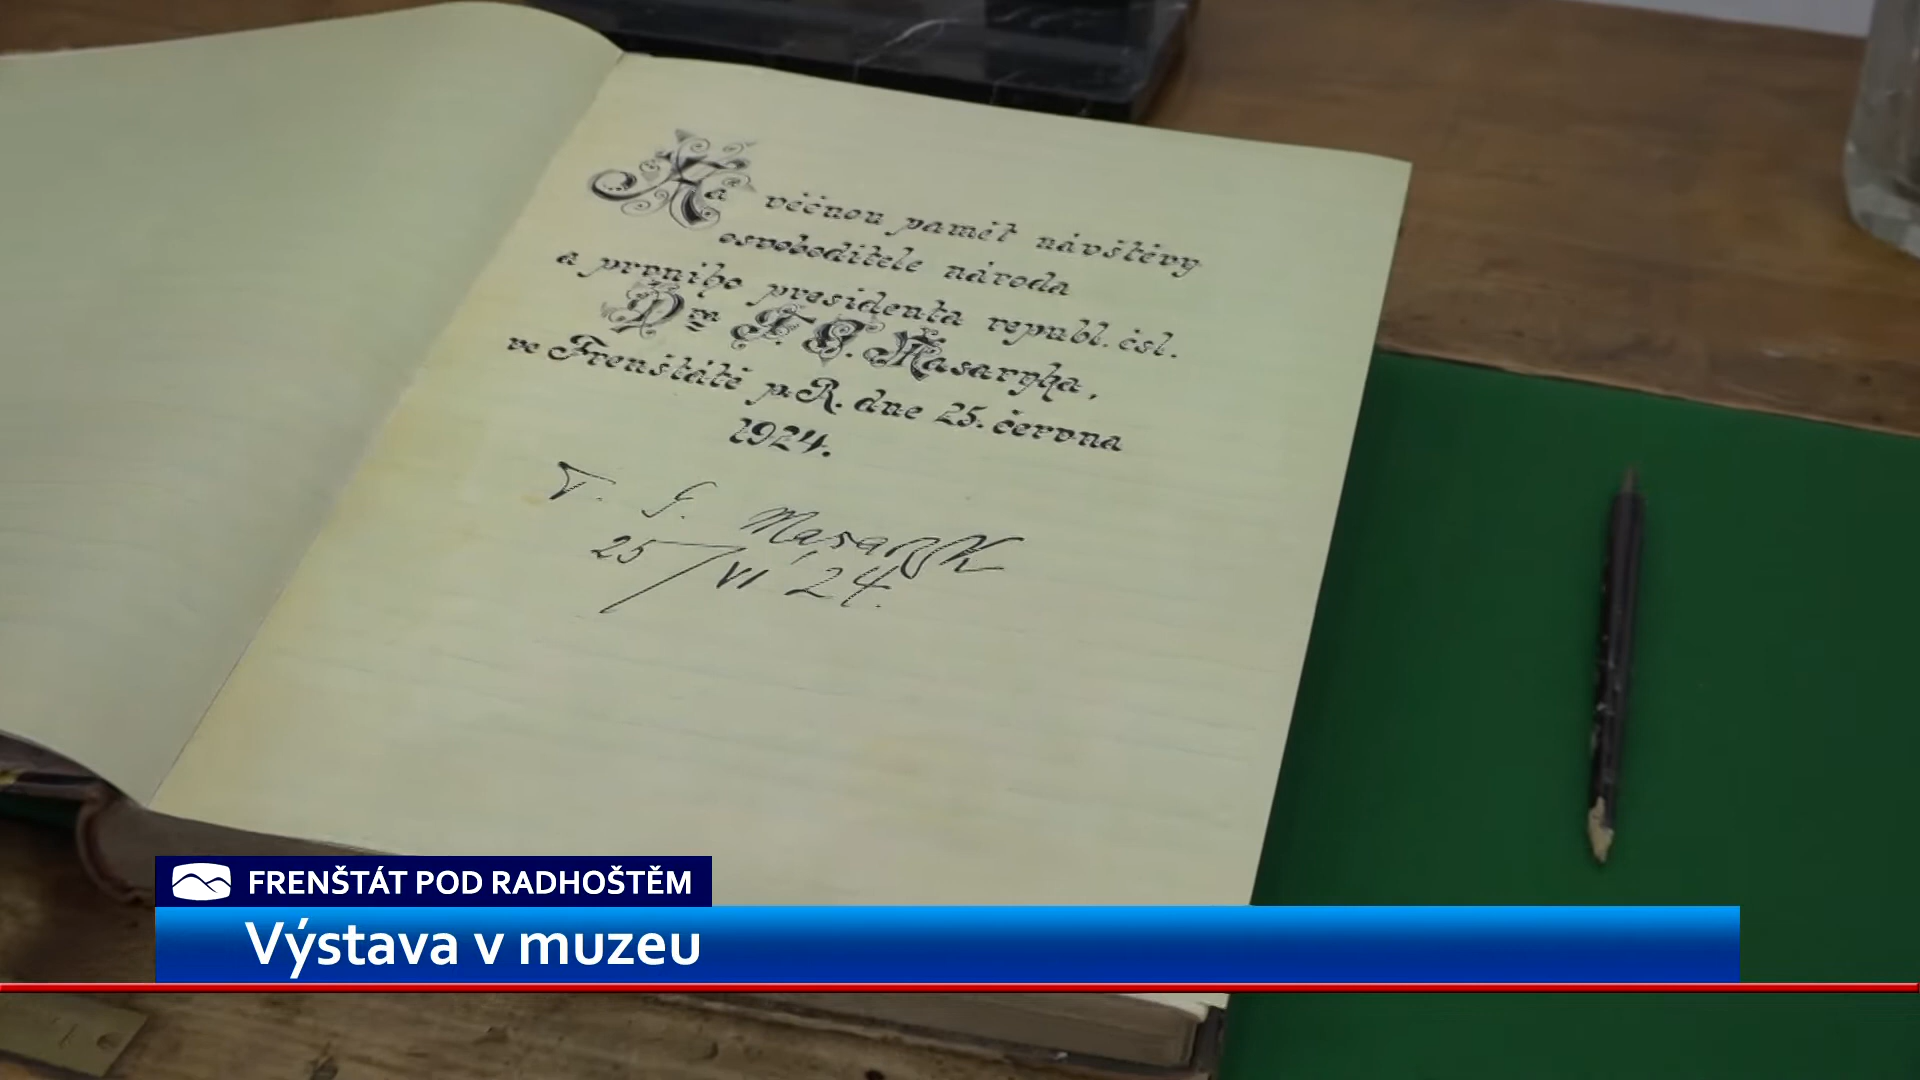 Na věčnou paměť návštěvy
osvoboditele národa
a prvního presidenta republ. čsl.
Dra T. G. Masaryka,
ve Frenštátě p. R. dne 25. června
1924.
T. G. Masaryk
25/VI 24.
FRENŠTÁT POD RADHOŠTĚM
Výstava v muzeu